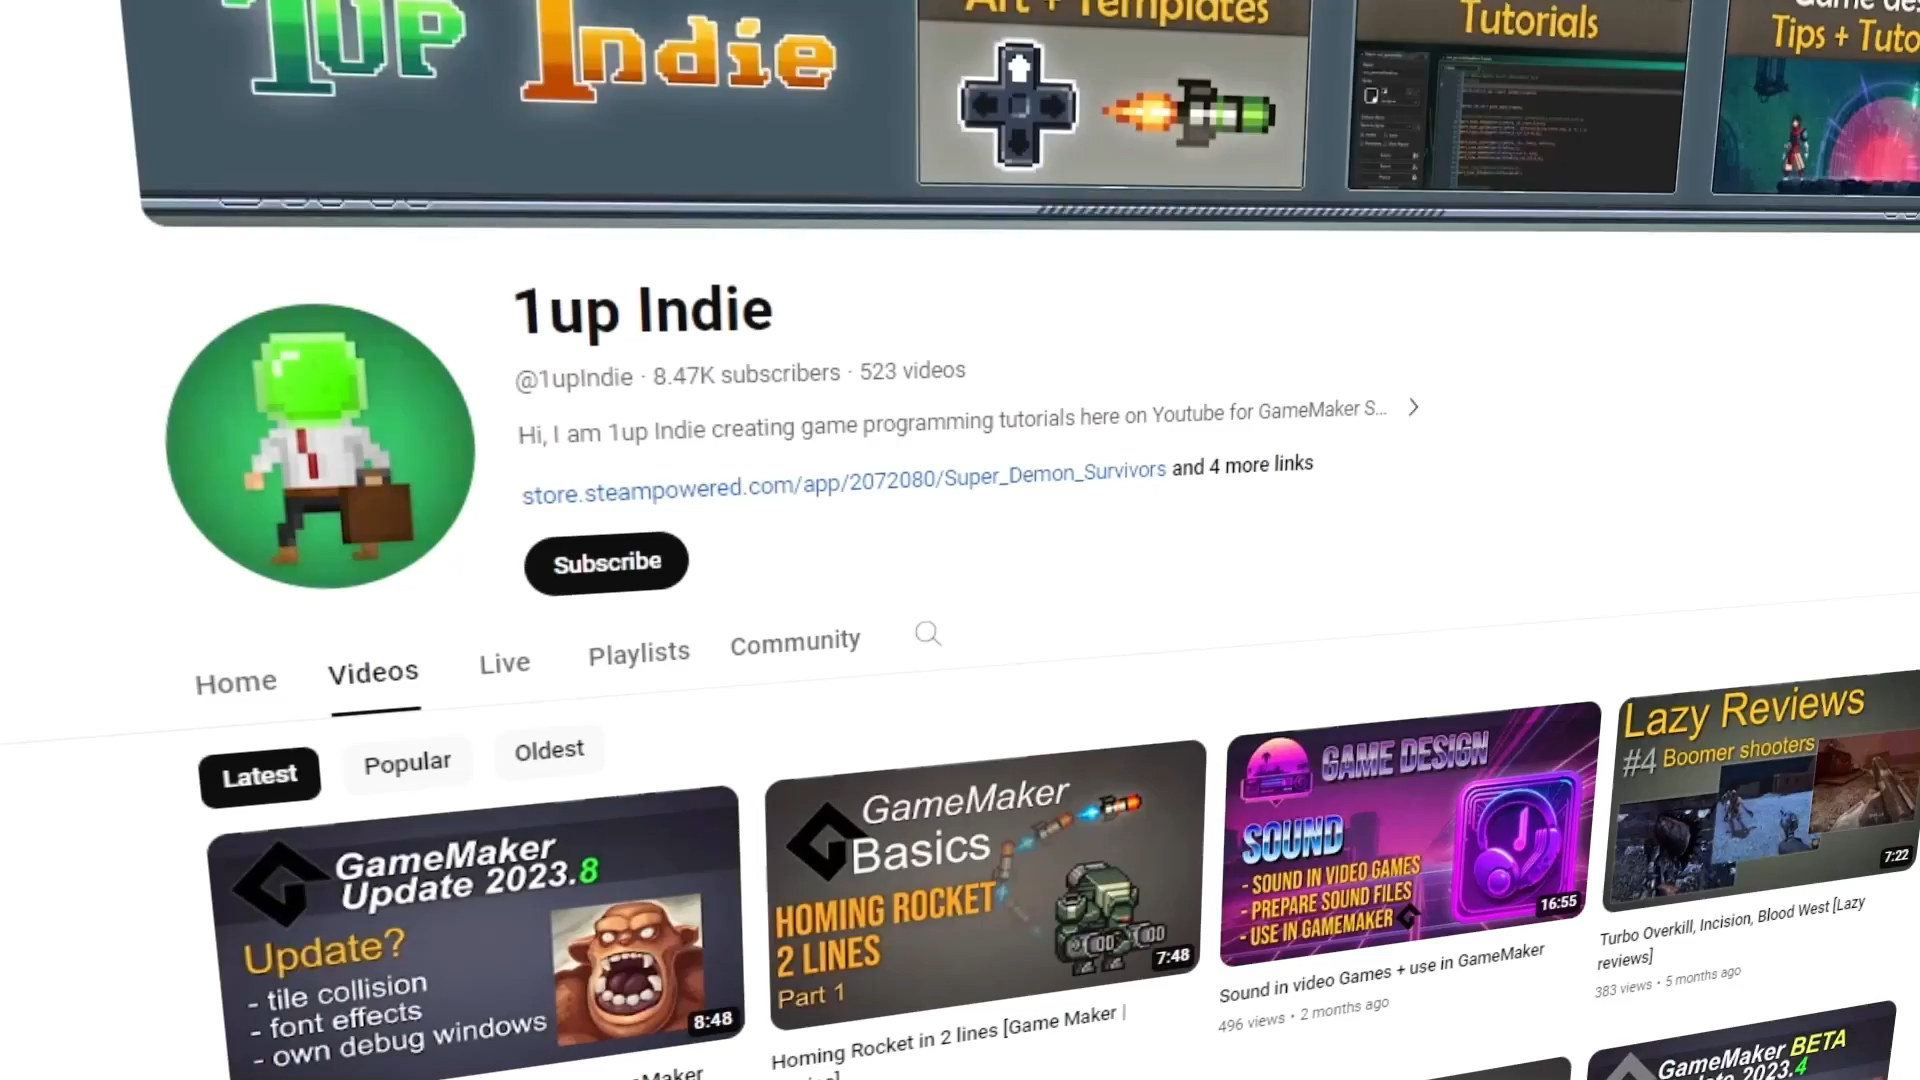 1UP Indie
Art + Templates
Tutorials
Tips + Tuto
1up Indie
@1upIndie · 8.47K subscribers · 523 videos
Hi, I am 1up Indie creating game programming tutorials here on Youtube for GameMaker S...
store.steampowered.com/app/2072080/Super_Demon_Survivors and 4 more links
Subscribe
Home
Videos
Live
Playlists
Community
Latest
Popular
Oldest
GameMaker
Update 2023.8
Update?
- tile collision
- font effects
- own debug windows
8:48
GameMaker
Basics
HOMING ROCKET
2 LINES
Part 1
7:48
Homing Rocket in 2 lines [Game Maker |
GAME DESIGN
SOUND
- SOUND IN VIDEO GAMES
- PREPARE SOUND FILES
- USE IN GAMEMAKER
16:55
Sound in video Games + use in GameMaker
496 views • 2 months ago
Lazy Reviews
#4 Boomer shooters
7:22
Turbo Overkill, Incision, Blood West [Lazy
reviews]
383 views • 5 months ago
GameMaker BETA
2023.4